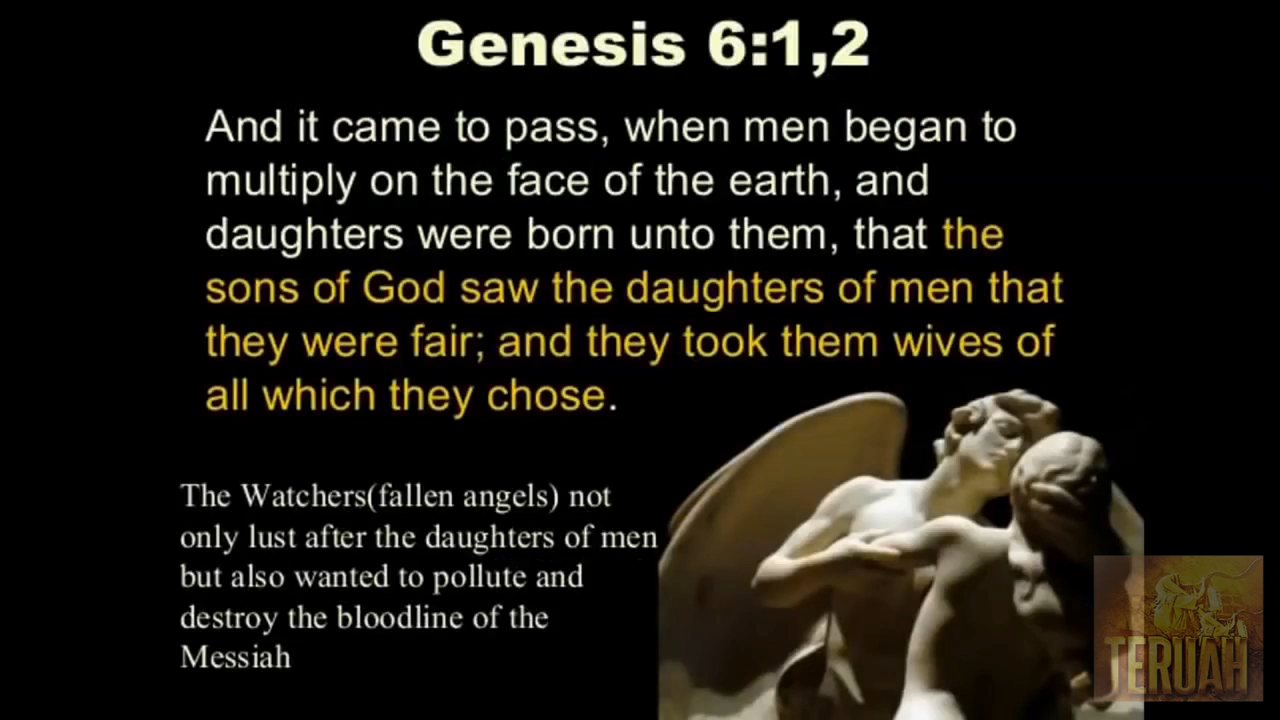 Genesis 6:1,2
And it came to pass, when men began to
multiply on the face of the earth, and
daughters were born unto them, that the
sons of God saw the daughters of men that
they were fair; and they took them wives of
all which they chose.
The Watchers(fallen angels) not
only lust after the daughters of men
but also wanted to pollute and
destroy the bloodline of the
Messiah
TERUAH